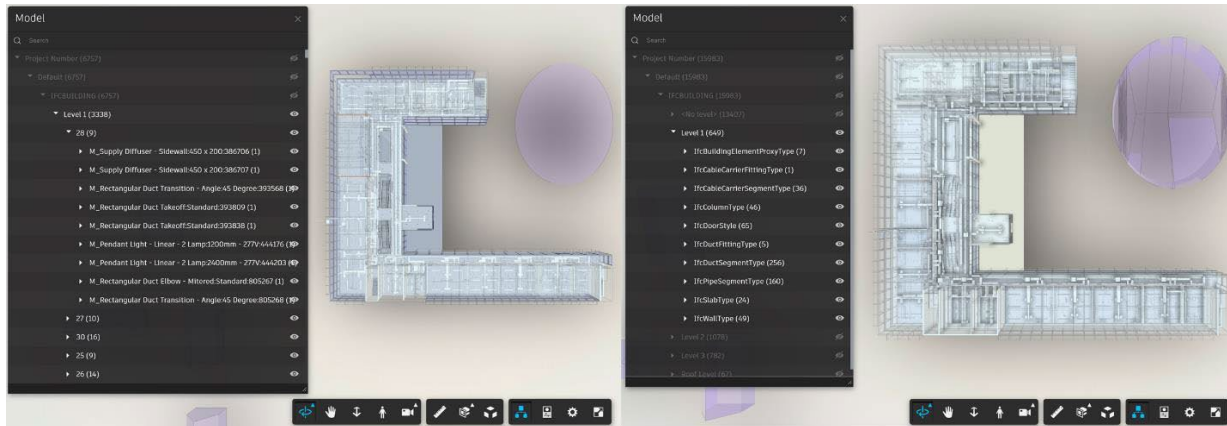 Model
Search
Project Number (6757)
Default (6757)
IFCBUILDING (6757)
Level 1 (3338)
28 (9)
M_Supply Diffuser - Sidewall:450 x 200:386706 (1)
M_Supply Diffuser - Sidewall:450 x 200:386707 (1)
M_Rectangular Duct Transition - Angle:45 Degree:393568 (1)
M_Rectangular Duct Takeoff:Standard:393809 (1)
M_Rectangular Duct Takeoff:Standard:393838 (1)
M_Pendant Light - Linear - 2 Lamp:1200mm - 277V:444176
M_Pendant Light - Linear - 2 Lamp:2400mm - 277V:444203
M_Rectangular Duct Elbow - Mitered:Standard:805267 (1)
M_Rectangular Duct Transition - Angle:45 Degree:805268
27 (10)
30 (16)
25 (9)
26 (14)
Model
Search
Project Number (15983)
Default (15983)
IFCBUILDING (15983)
<No level> (13407)
Level 1 (649)
IfcBuildingElementProxyType (7)
IfcCableCarrierFittingType (1)
IfcCableCarrierSegmentType (36)
IfcColumnType (46)
IfcDoorStyle (65)
IfcDuctFittingType (5)
IfcDuctSegmentType (256)
IfcPipeSegmentType (160)
IfcSlabType (24)
IfcWallType (49)
Level 2 (1078)
Level 3 (782)
Roof Level (67)